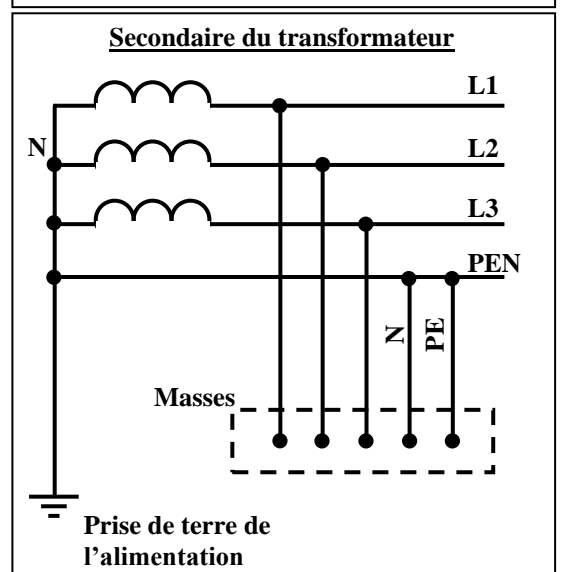 Secondaire du transformateur
L1
N
L2
L3
PEN
N
PE
Masses
Prise de terre de
l’alimentation